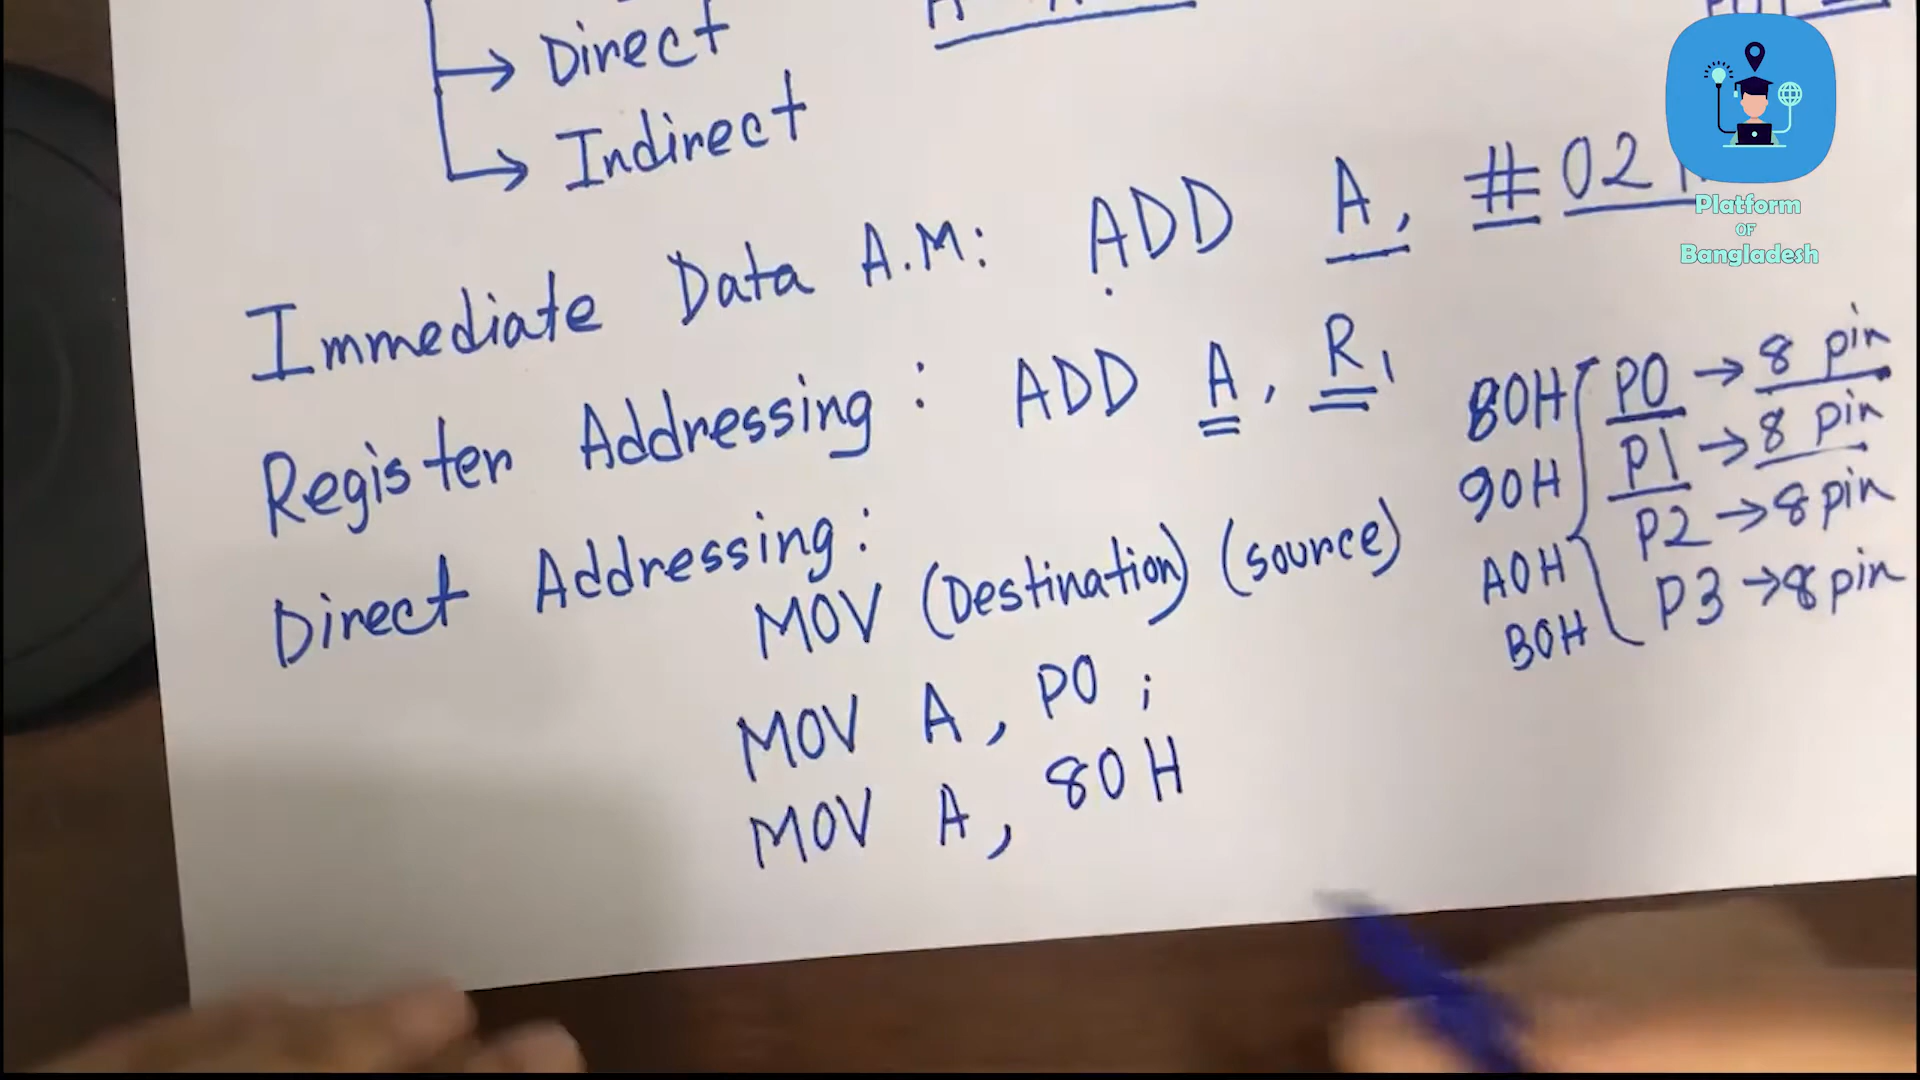 → Direct
→ Indirect
Immediate Data A.M: ADD A, #02
Register Addressing: ADD A, R1
Direct Addressing:
MOV (Destination) (source)
MOV A, P0 ;
MOV A, 80H
80H P0 → 8 pin
90H P1 → 8 pin
A0H P2 → 8 pin
B0H P3 → 8 pin
Platform
OF
Bangladesh